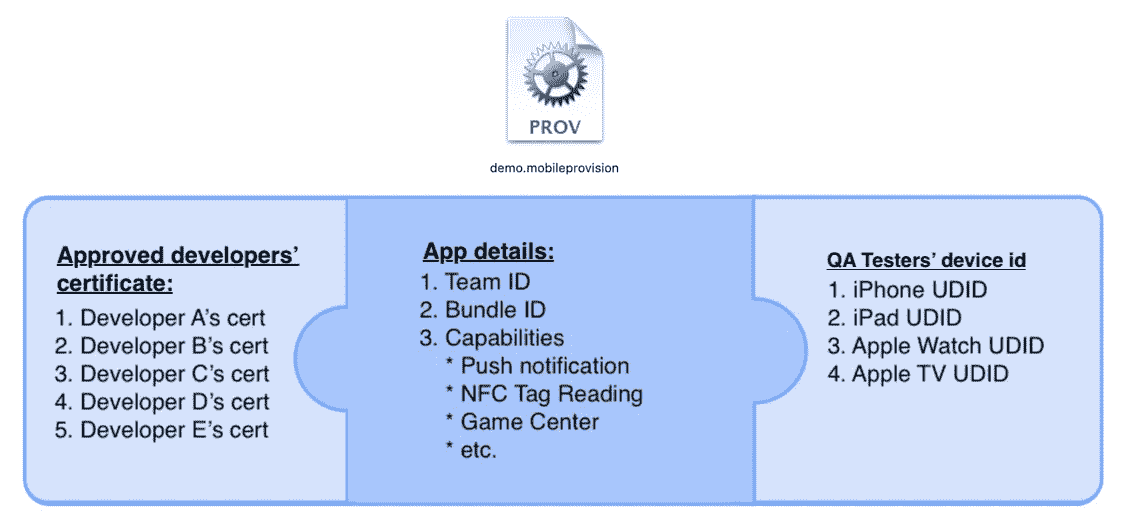 PROV
demo.mobileprovision
Approved developers’
certificate:
1. Developer A’s cert
2. Developer B’s cert
3. Developer C’s cert
4. Developer D’s cert
5. Developer E’s cert
App details:
1. Team ID
2. Bundle ID
3. Capabilities
* Push notification
* NFC Tag Reading
* Game Center
* etc.
QA Testers’ device id
1. iPhone UDID
2. iPad UDID
3. Apple Watch UDID
4. Apple TV UDID